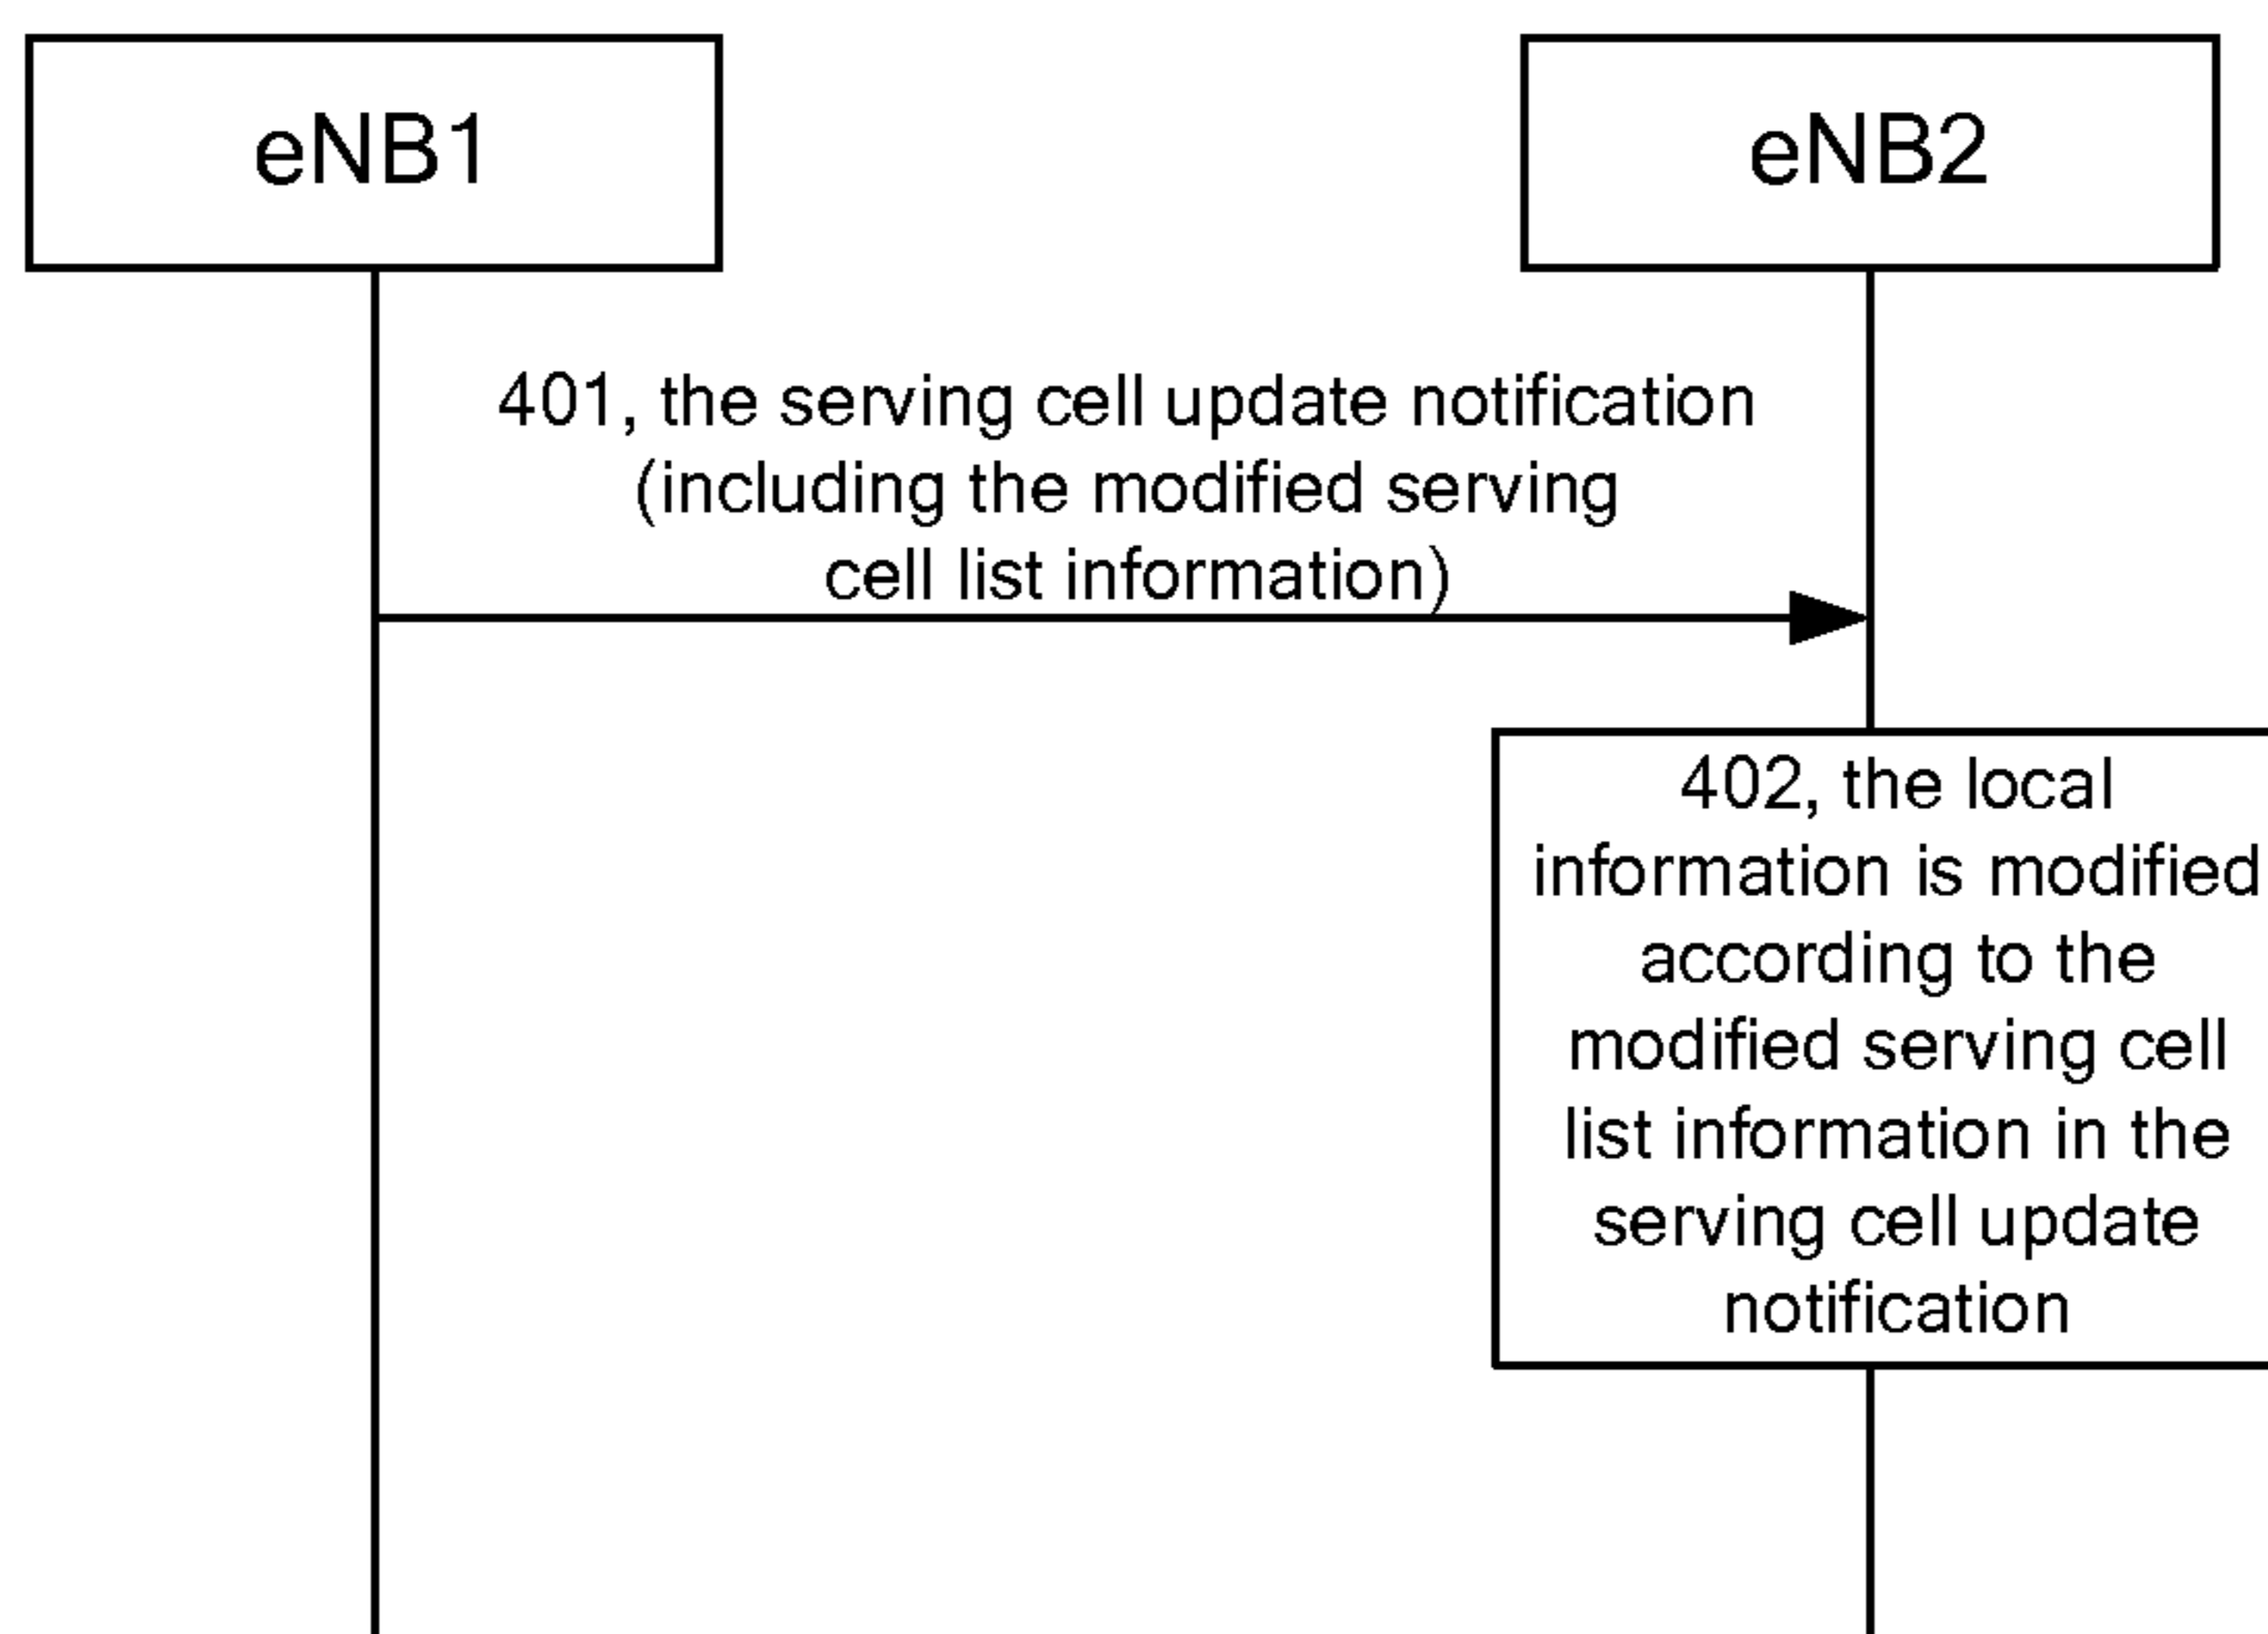 eNB1
eNB2
401, the serving cell update notification
(including the modified serving
cell list information)
402, the local
information is modified
according to the
modified serving cell
list information in the
serving cell update
notification